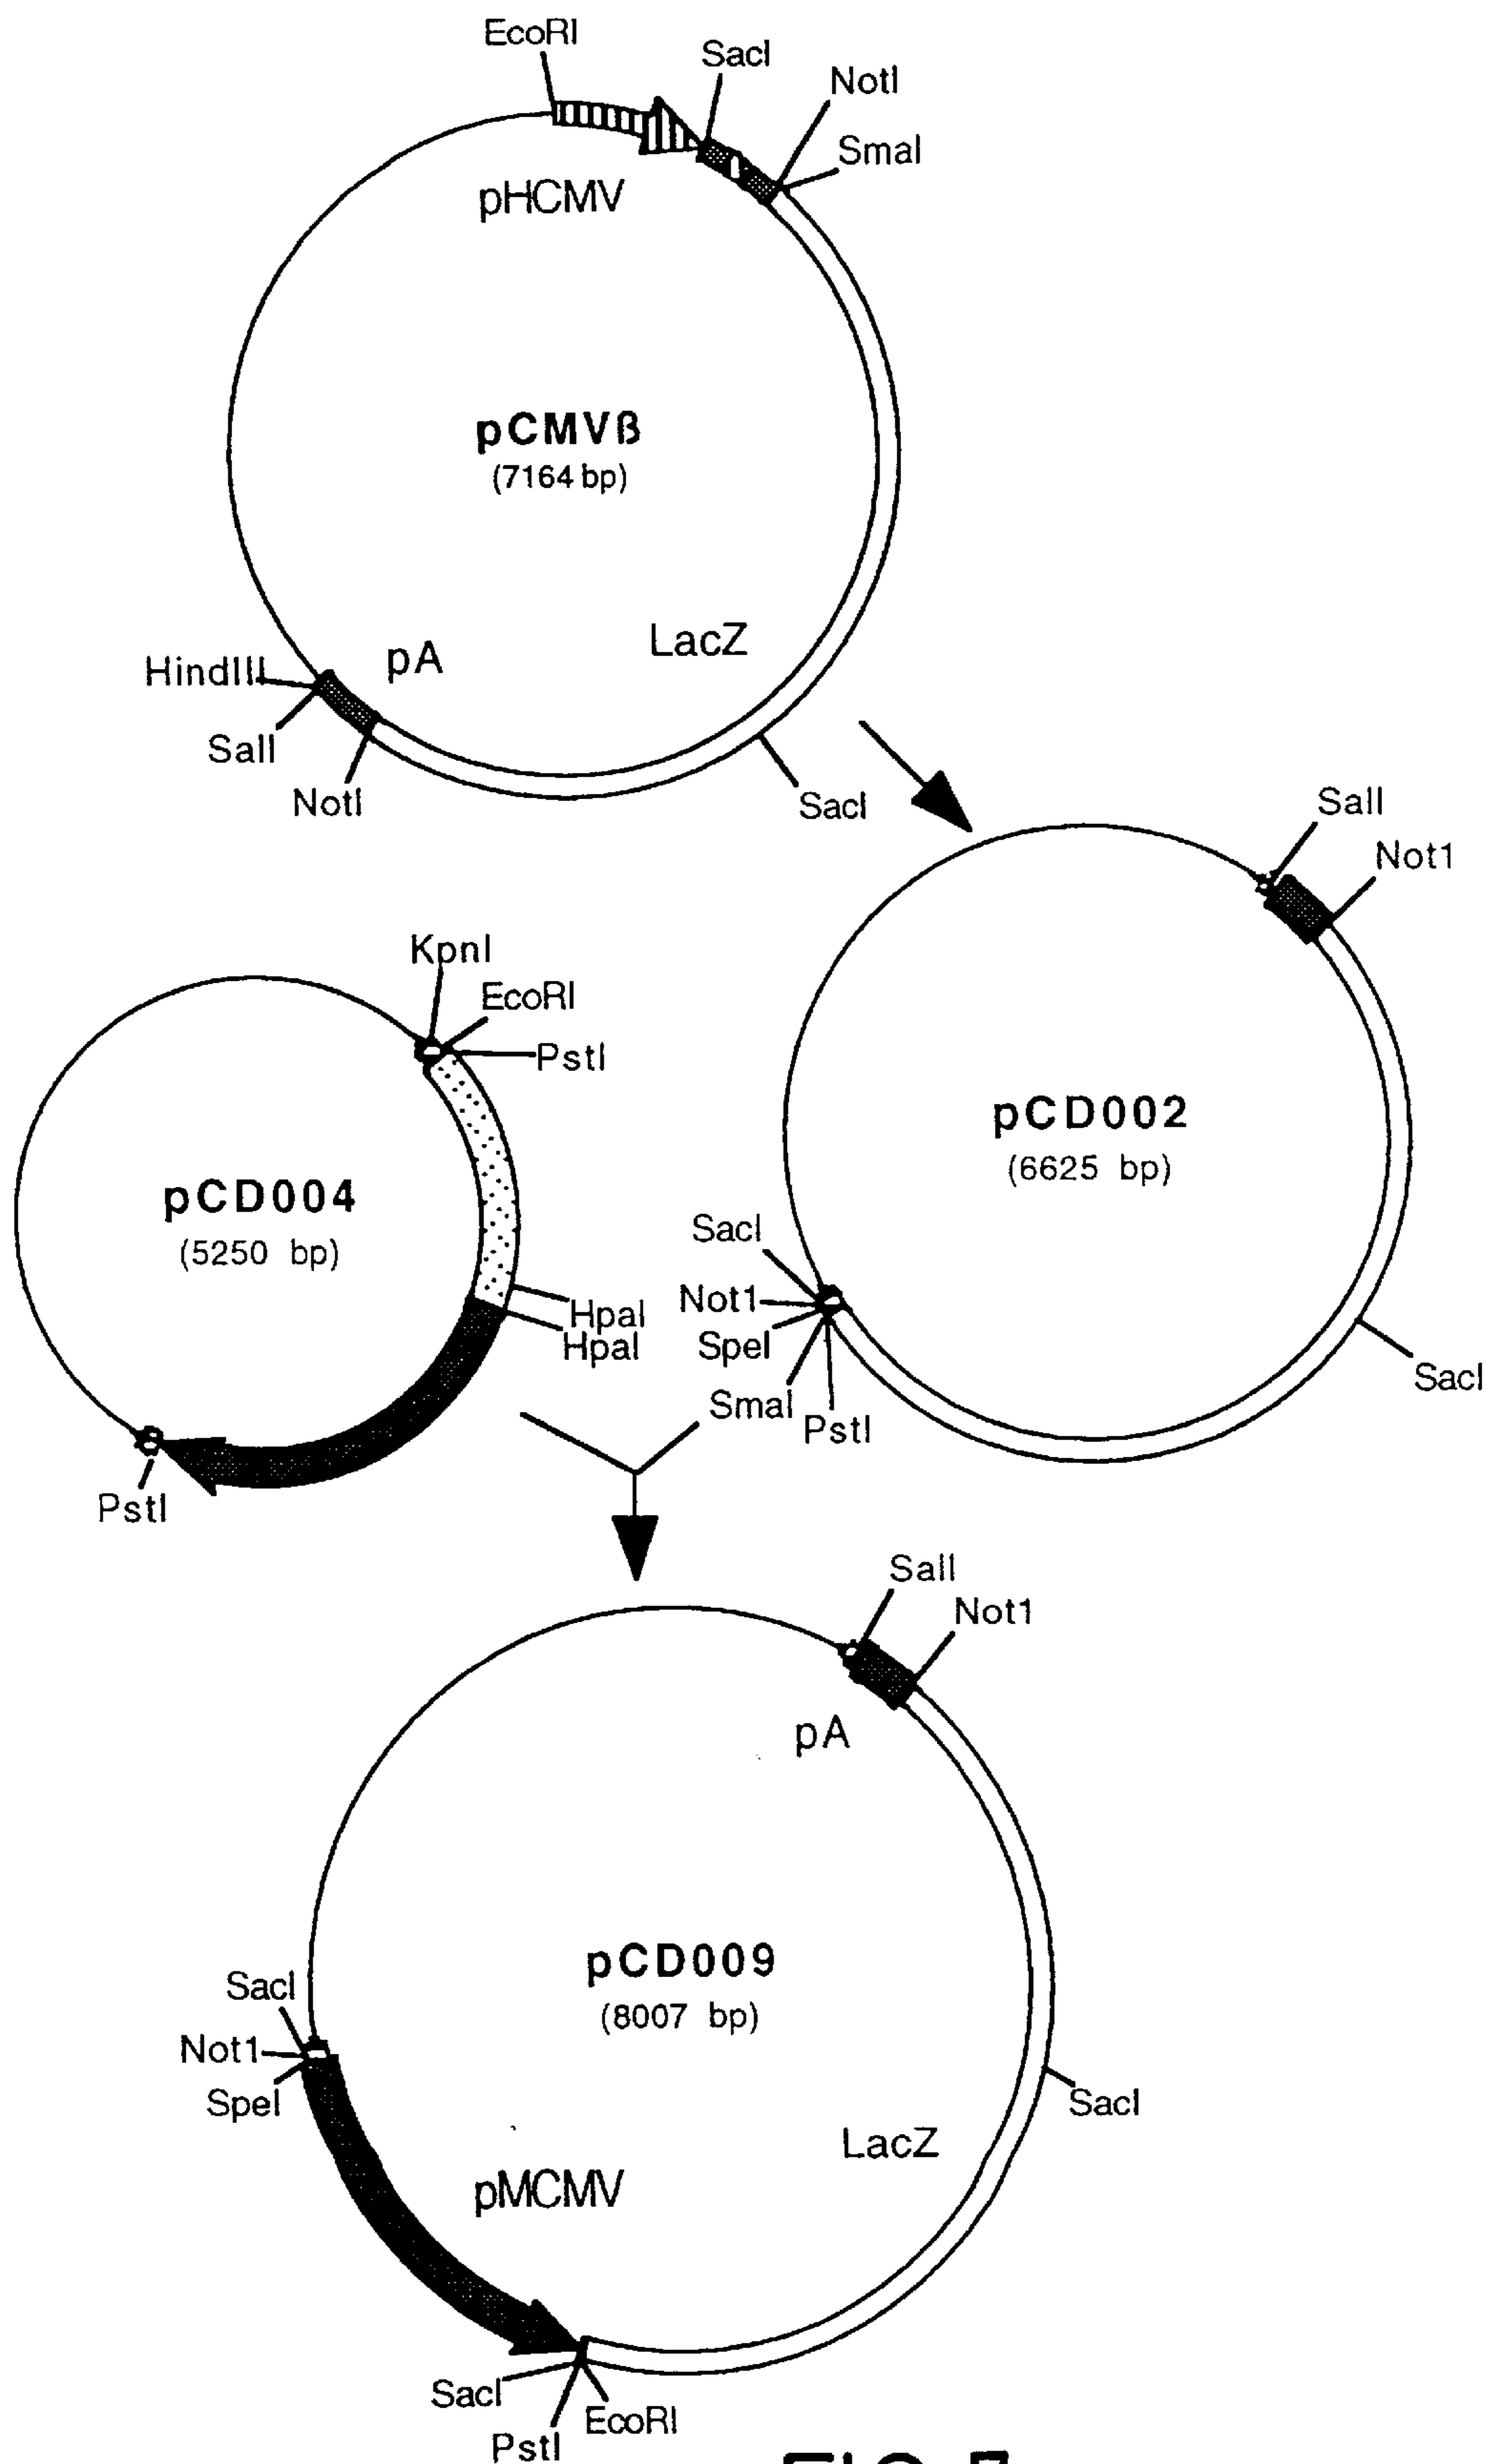 EcoRI
SacI
NotI
SmaI
pHCMV
pCMVß
(7164 bp)
LacZ
pA
HindIII
SalI
NotI
SacI
SalI
Not1
KpnI
EcoRI
PstI
pCD004
(5250 bp)
HpaI
HpaI
PstI
pCD002
(6625 bp)
SacI
Not1
SpeI
SmaI
PstI
SacI
SalI
Not1
pA
pCD009
(8007 bp)
SacI
Not1
SpeI
SacI
LacZ
pMCMV
SacI
EcoRI
PstI